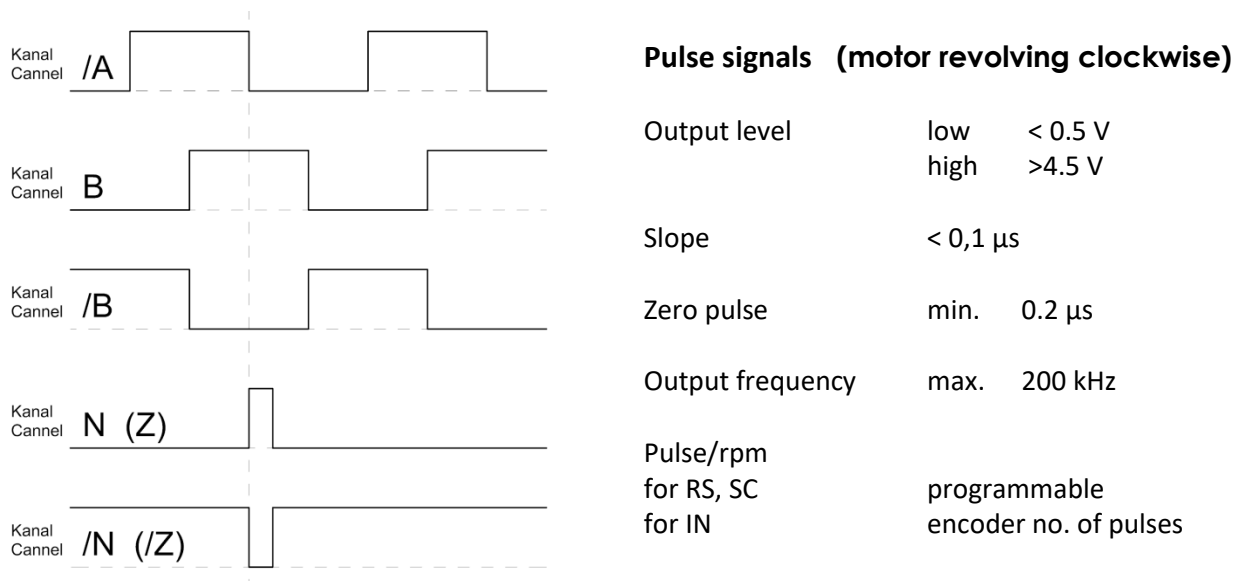 Kanal
Cannel /A
Kanal
Cannel B
Kanal
Cannel /B
Kanal
Cannel N (Z)
Kanal
Cannel /N (/Z)
Pulse signals (motor revolving clockwise)
Output level low < 0.5 V
high >4.5 V
Slope < 0,1 µs
Zero pulse min. 0.2 µs
Output frequency max. 200 kHz
Pulse/rpm
for RS, SC programmable
for IN encoder no. of pulses